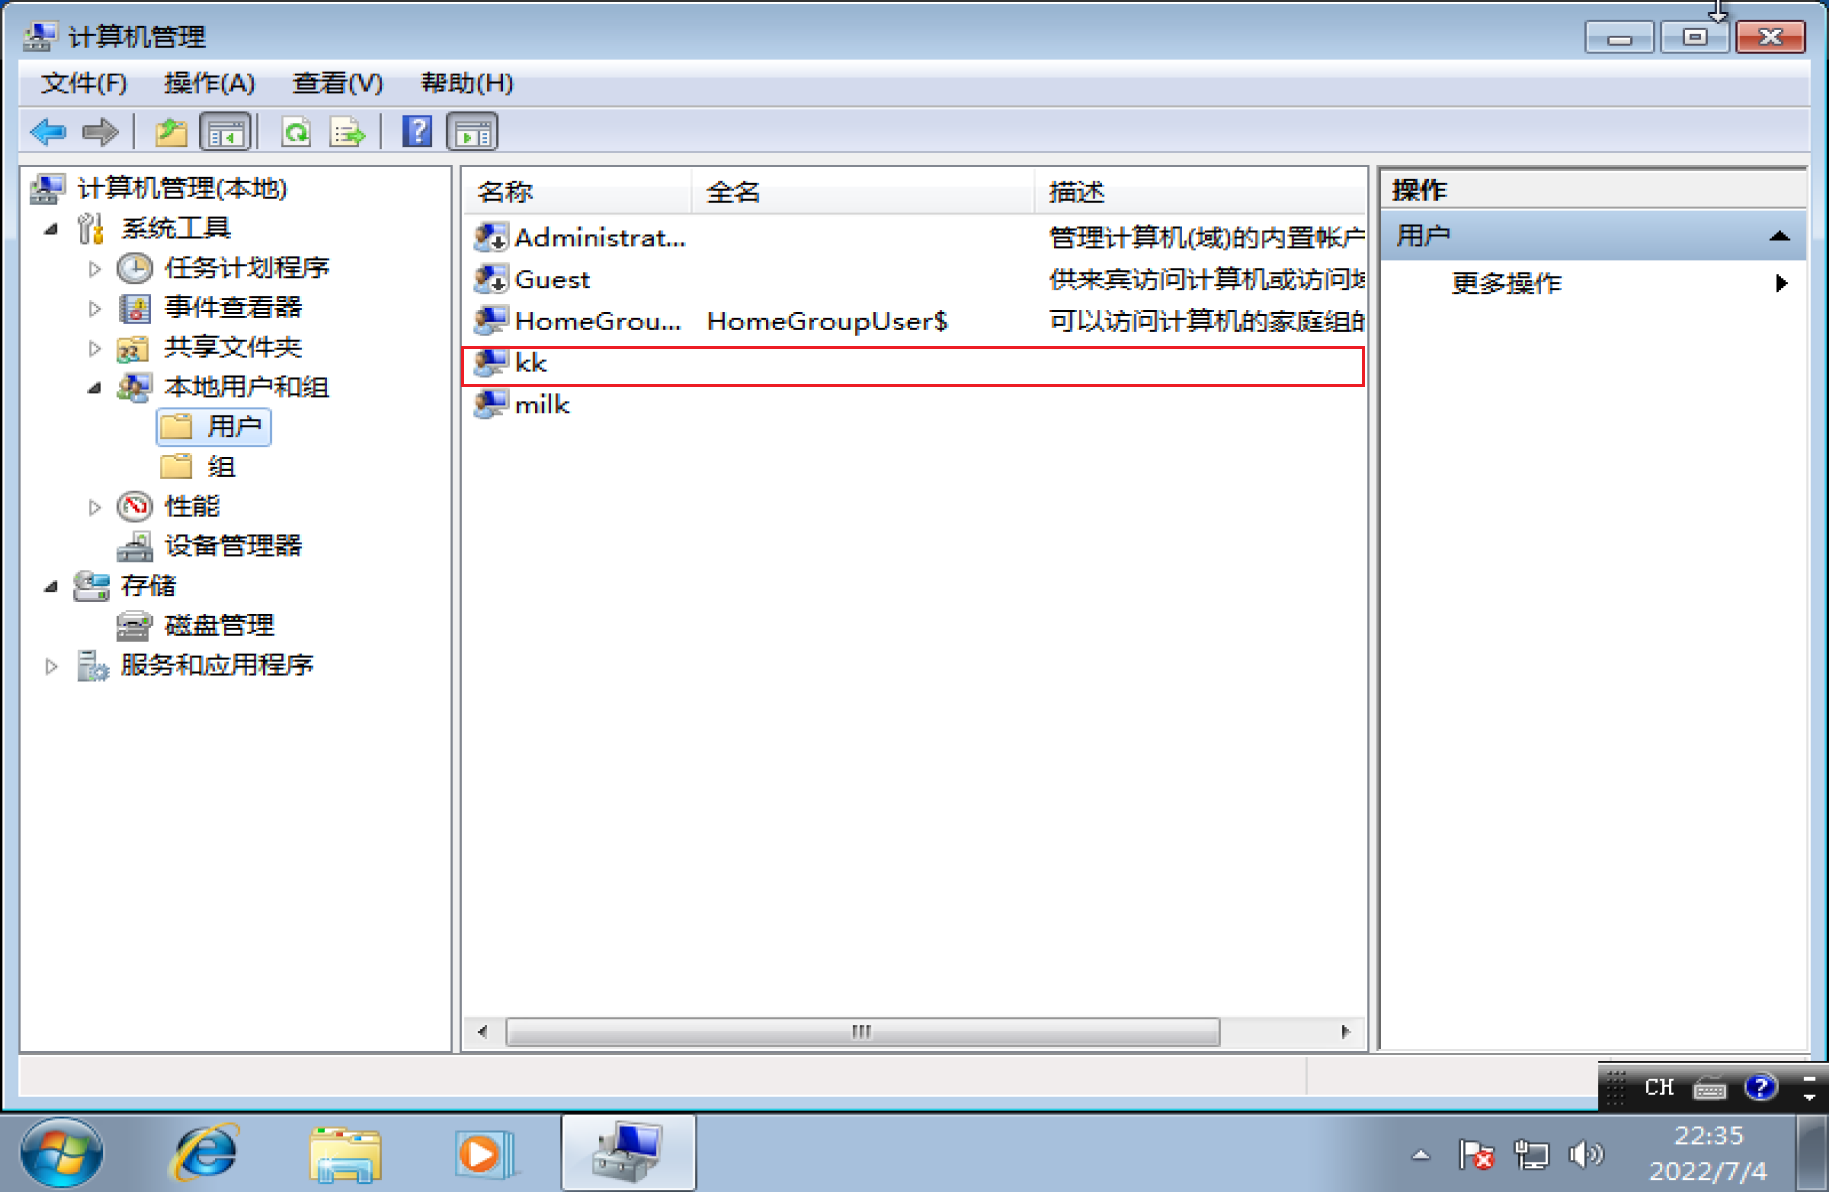 计算机管理
文件(F) 操作(A) 查看(V) 帮助(H)
计算机管理(本地)
系统工具
任务计划程序
事件查看器
共享文件夹
本地用户和组
用户
组
性能
设备管理器
存储
磁盘管理
服务和应用程序
名称 全名 描述
Administrat... 管理计算机(域)的内置帐户
Guest 供来宾访问计算机或访问域
HomeGrou... HomeGroupUser$ 可以访问计算机的家庭组的
kk
milk
操作
用户
更多操作
CH
22:35
2022/7/4